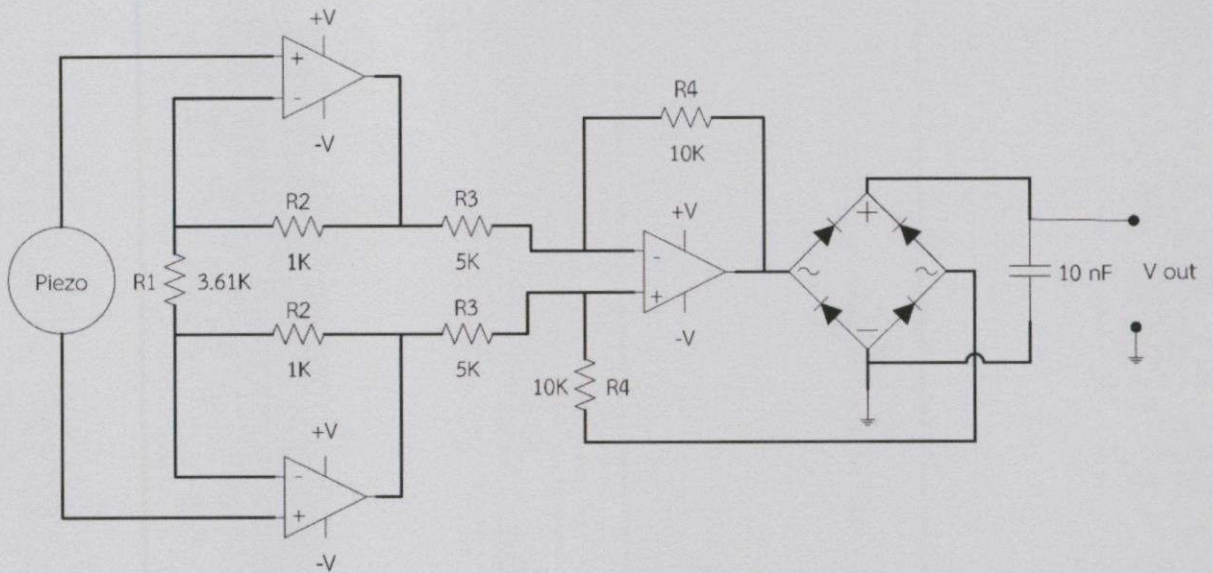 +V
+
-
-V
R2
1K
R3
5K
R4
10K
Piezo
R1 3.61K
R2
1K
R3
5K
+V
-
+
-V
10K R4
+
~ ~
−
10 nF
V out
+V
-
+
-V